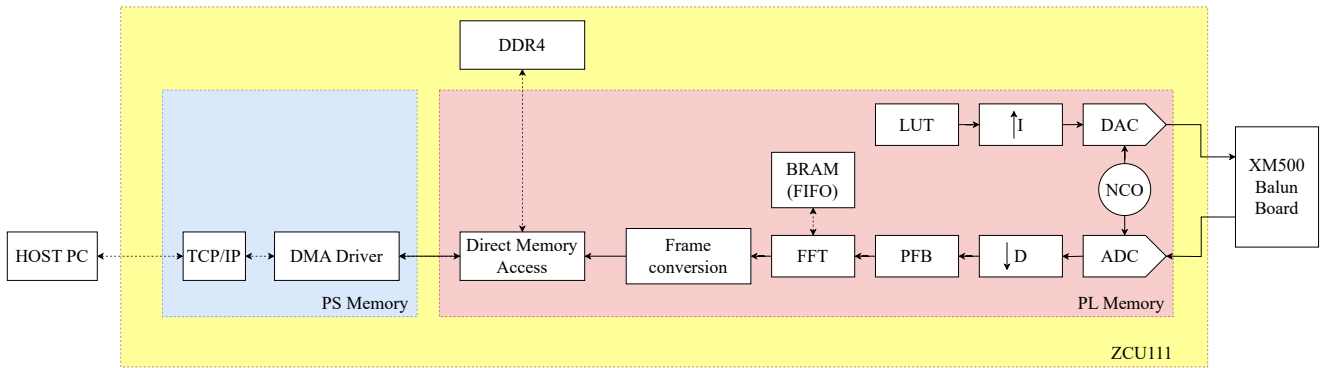 DDR4
LUT
I
DAC
XM500
Balun
Board
BRAM
(FIFO)
NCO
HOST PC
TCP/IP
DMA Driver
Direct Memory
Access
Frame
conversion
FFT
PFB
D
ADC
PS Memory
PL Memory
ZCU111